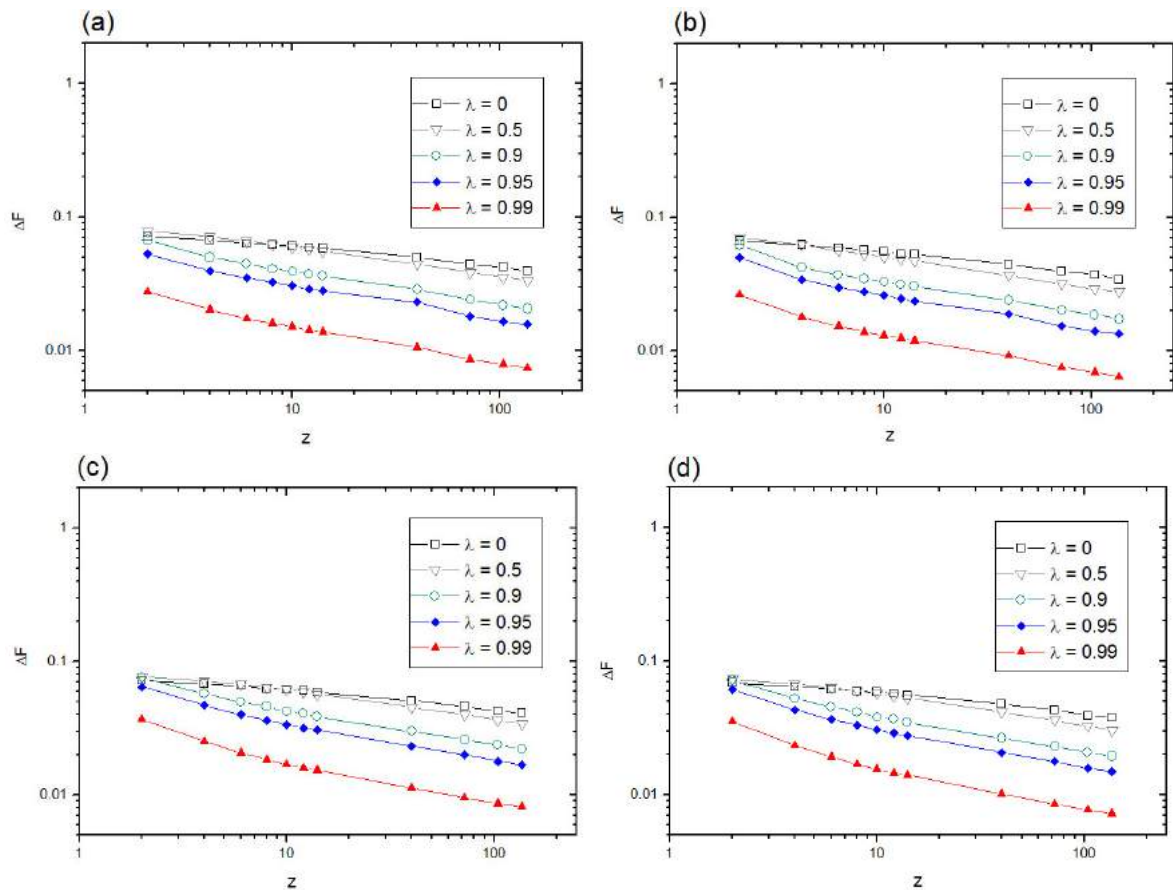 (a)
1
0.1
0.01
ΔF
1
10
100
z
λ = 0
λ = 0.5
λ = 0.9
λ = 0.95
λ = 0.99
(b)
1
0.1
0.01
ΔF
1
10
100
z
λ = 0
λ = 0.5
λ = 0.9
λ = 0.95
λ = 0.99
(c)
1
0.1
0.01
ΔF
1
10
100
z
λ = 0
λ = 0.5
λ = 0.9
λ = 0.95
λ = 0.99
(d)
1
0.1
0.01
ΔF
1
10
100
z
λ = 0
λ = 0.5
λ = 0.9
λ = 0.95
λ = 0.99